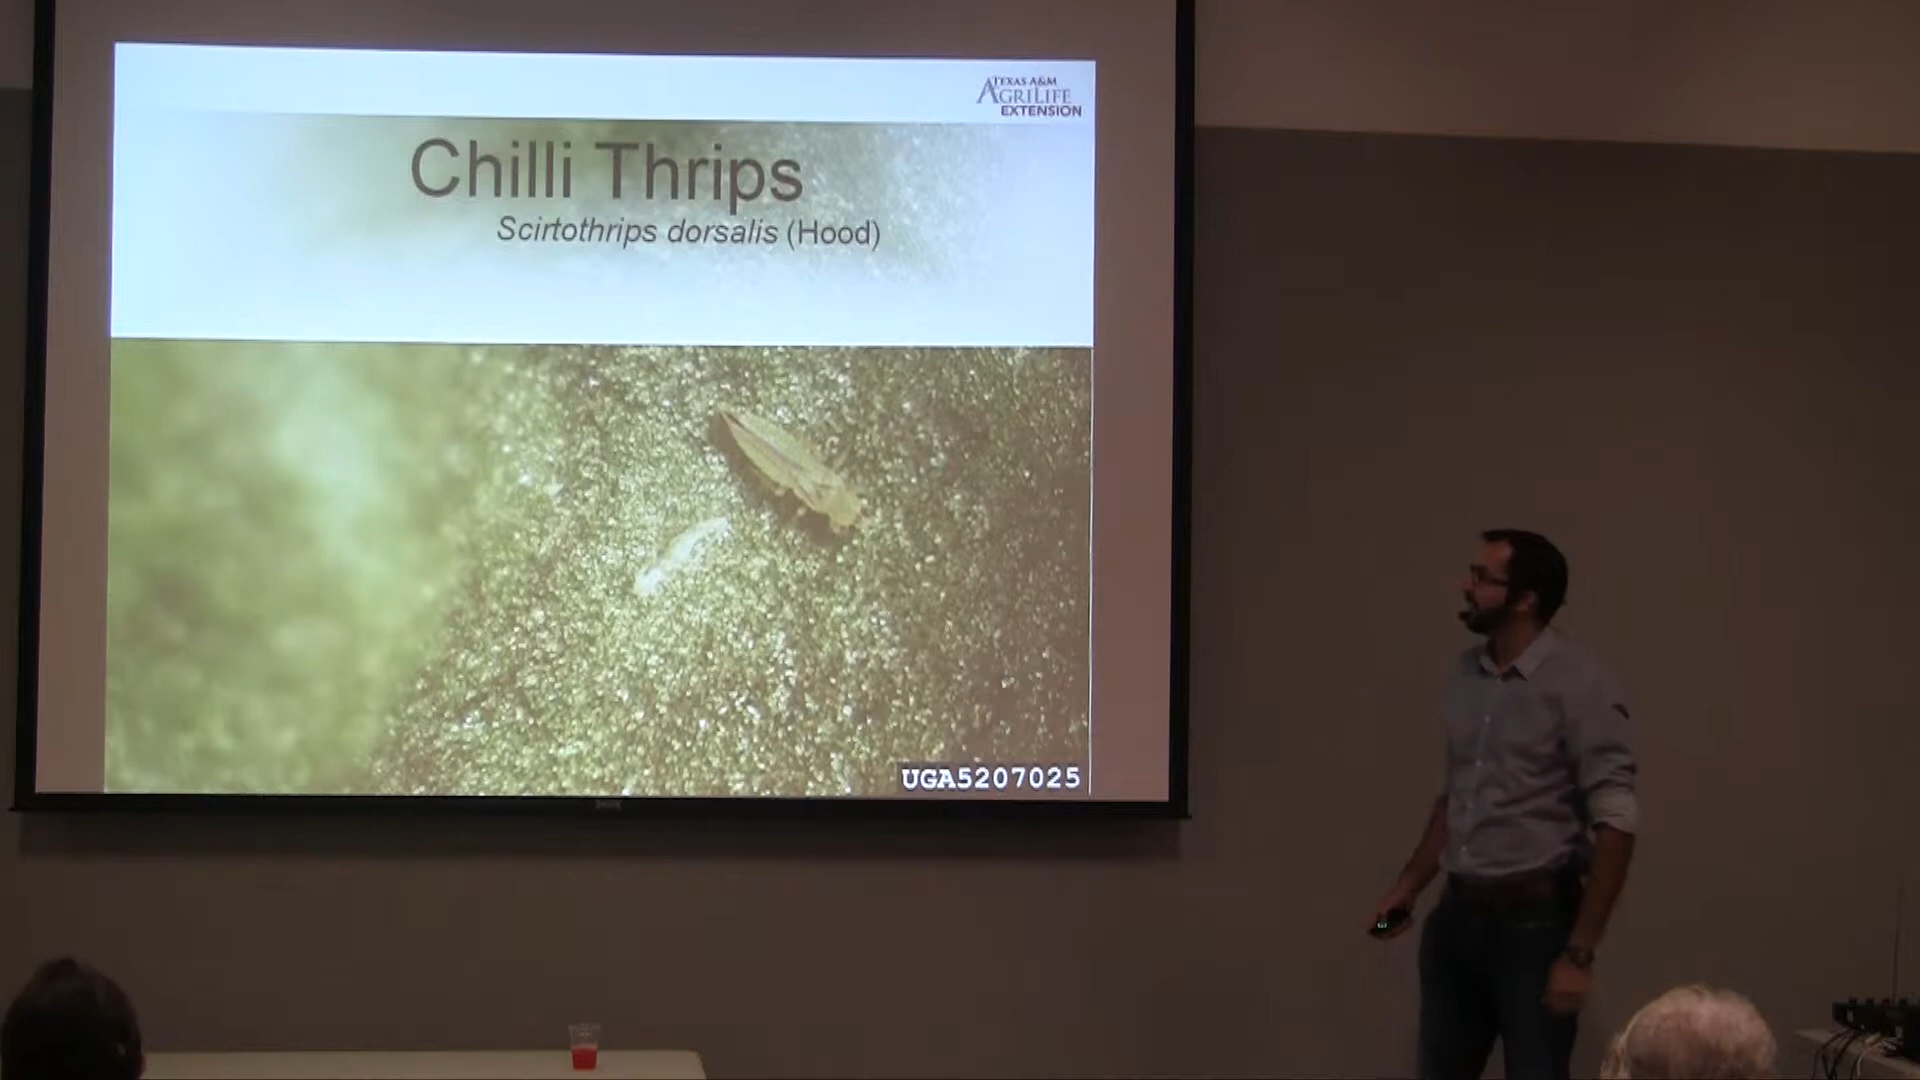 TEXAS A&M
AGRILIFE
EXTENSION
Chilli Thrips
Scirtothrips dorsalis (Hood)
UGA5207025